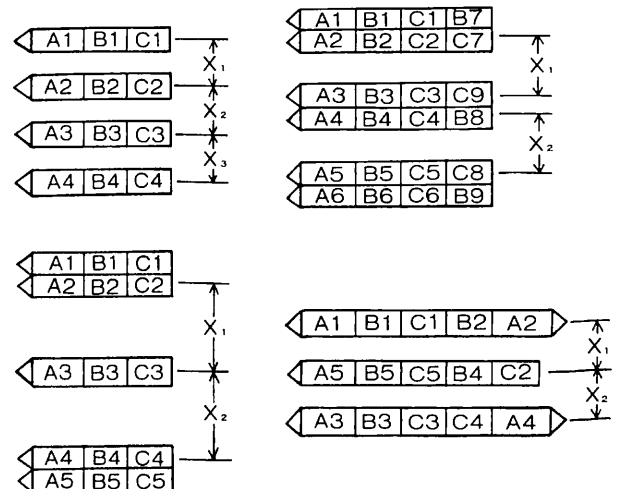 A1 B1 C1
X₁
A2 B2 C2
X₂
A3 B3 C3
X₃
A4 B4 C4
A1 B1 C1 B7
A2 B2 C2 C7
X₁
A3 B3 C3 C9
A4 B4 C4 B8
X₂
A5 B5 C5 C8
A6 B6 C6 B9
A1 B1 C1
A2 B2 C2
X₁
A3 B3 C3
X₂
A4 B4 C4
A5 B5 C5
A1 B1 C1 B2 A2
X₁
A5 B5 C5 B4 C2
X₂
A3 B3 C3 C4 A4